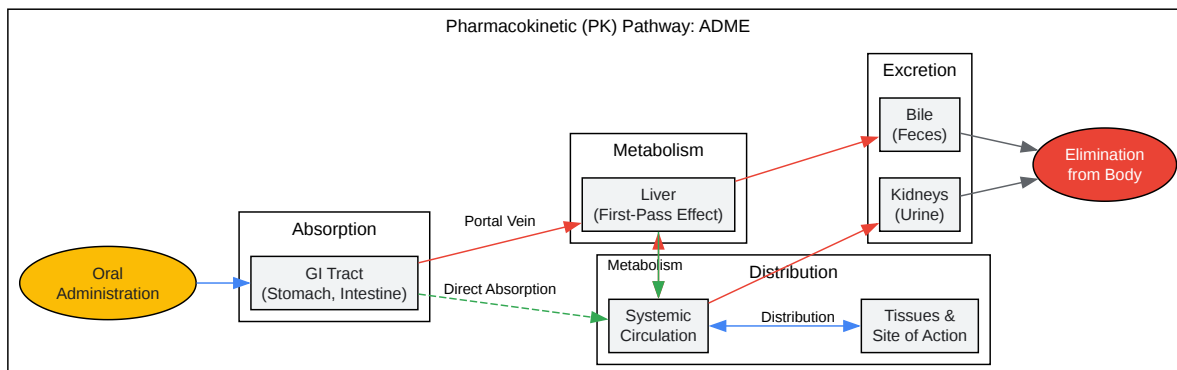 Pharmacokinetic (PK) Pathway: ADME
Excretion
Bile
(Feces)
Elimination
from Body
Metabolism
Liver
(First-Pass Effect)
Kidneys
(Urine)
Absorption
Portal Vein
GI Tract
(Stomach, Intestine)
Oral
Administration
Direct Absorption
Metabolism
Distribution
Systemic
Circulation
Distribution
Tissues &
Site of Action